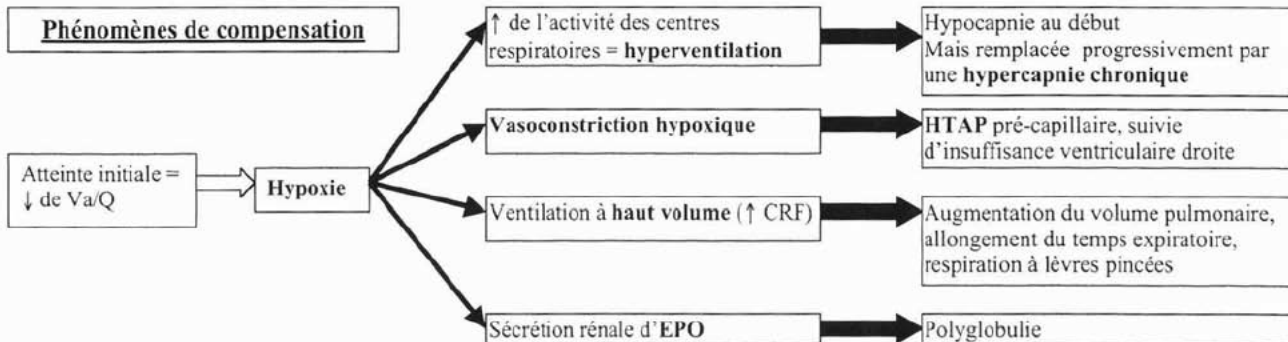 Phénomènes de compensation
Atteinte initiale =
↓ de Va/Q
Hypoxie
↑ de l'activité des centres
respiratoires = hyperventilation
Hypocapnie au début
Mais remplacée progressivement par
une hypercapnie chronique
Vasoconstriction hypoxique
HTAP pré-capillaire, suivie
d'insuffisance ventriculaire droite
Ventilation à haut volume (↑ CRF)
Augmentation du volume pulmonaire,
allongement du temps expiratoire,
respiration à lèvres pincées
Sécrétion rénale d'EPO
Polyglobulie